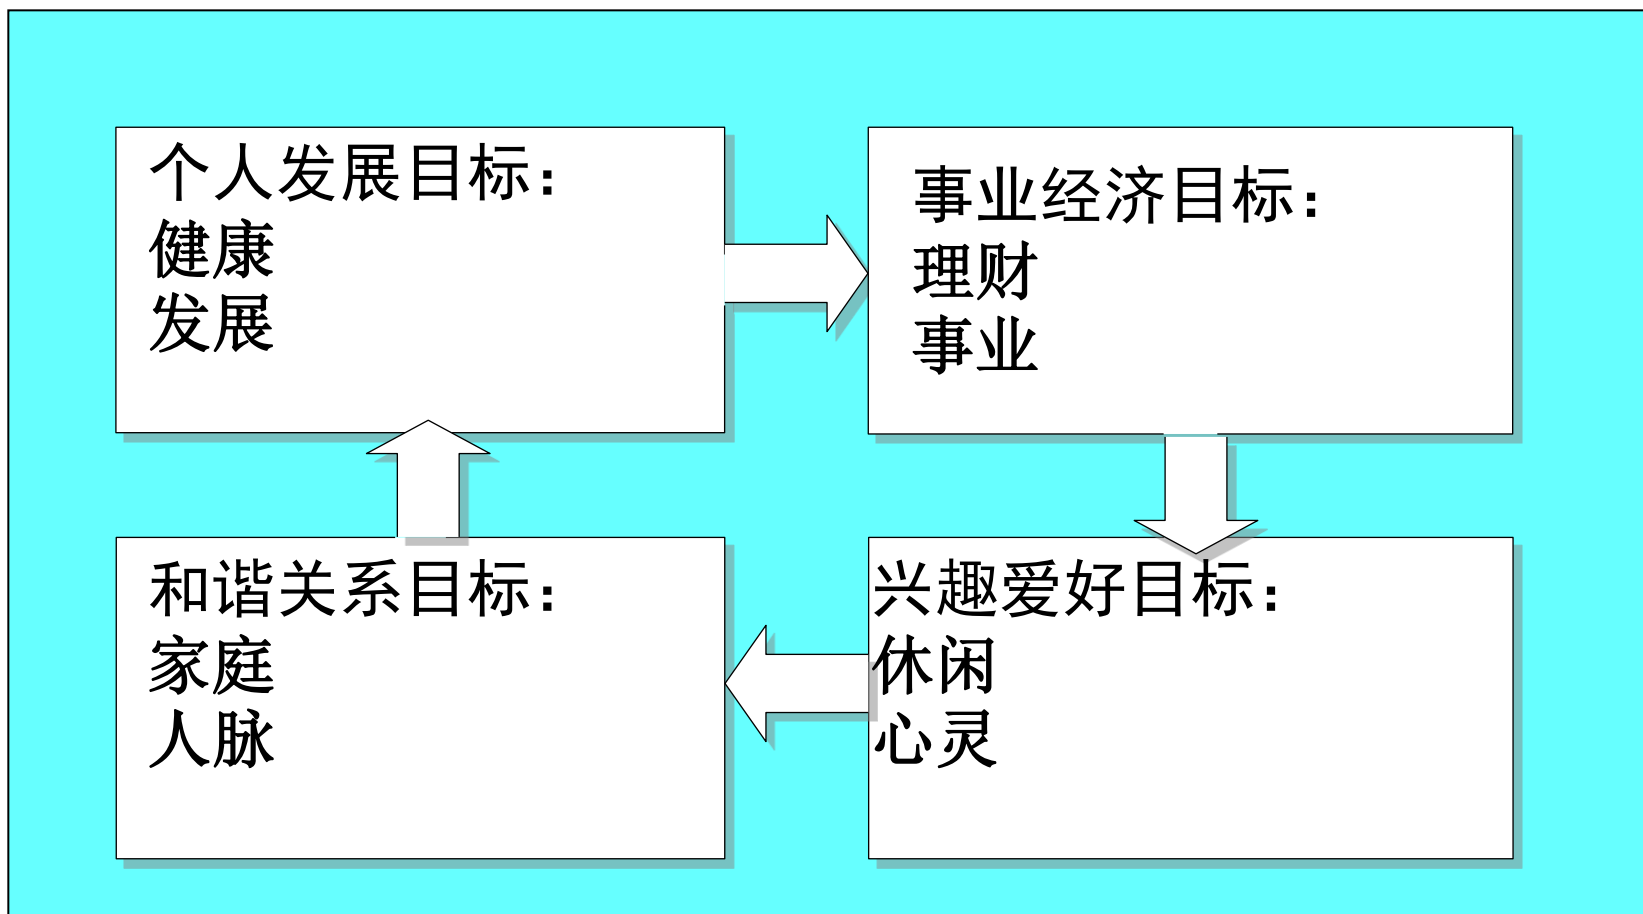 个人发展目标：
健康
发展
事业经济目标：
理财
事业
和谐关系目标：
家庭
人脉
兴趣爱好目标：
休闲
心灵